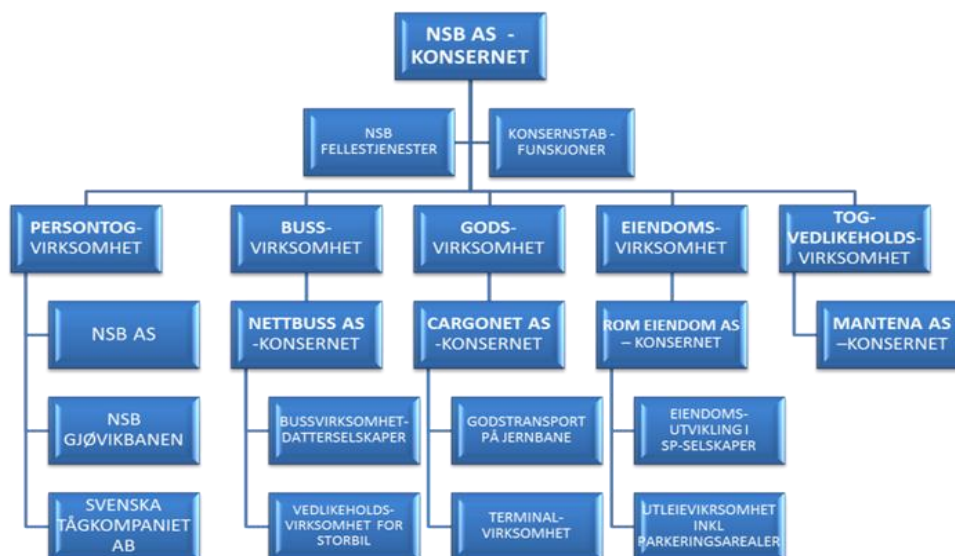 NSB AS -
KONSERNET
NSB
FELLESTJENESTER
KONSERNSTAB -
FUNSKJONER
PERSONTOG-
VIRKSOMHET
BUSS-
VIRKSOMHET
GODS-
VIRKSOMHET
EIENDOMS-
VIRKSOMHET
TOG-
VEDLIKEHOLDS-
VIRKSOMHET
NSB AS
NETTBUSS AS
-KONSERNET
CARGONET AS
-KONSERNET
ROM EIENDOM AS
– KONSERNET
MANTENA AS
–KONSERNET
NSB
GJØVIKBANEN
BUSSVIRKSOMHET-
DATTERSELSKAPER
GODSTRANSPORT
PÅ JERNBANE
EIENDOMS-
UTVIKLING I
SP-SELSKAPER
SVENSKA
TÅGKOMPANIET
AB
VEDLIKEHOLDS-
VIRKSOMHET FOR
STORBIL
TERMINAL-
VIRKSOMHET
UTLEIEVIKRSOMHET
INKL
PARKERINGSAREALER